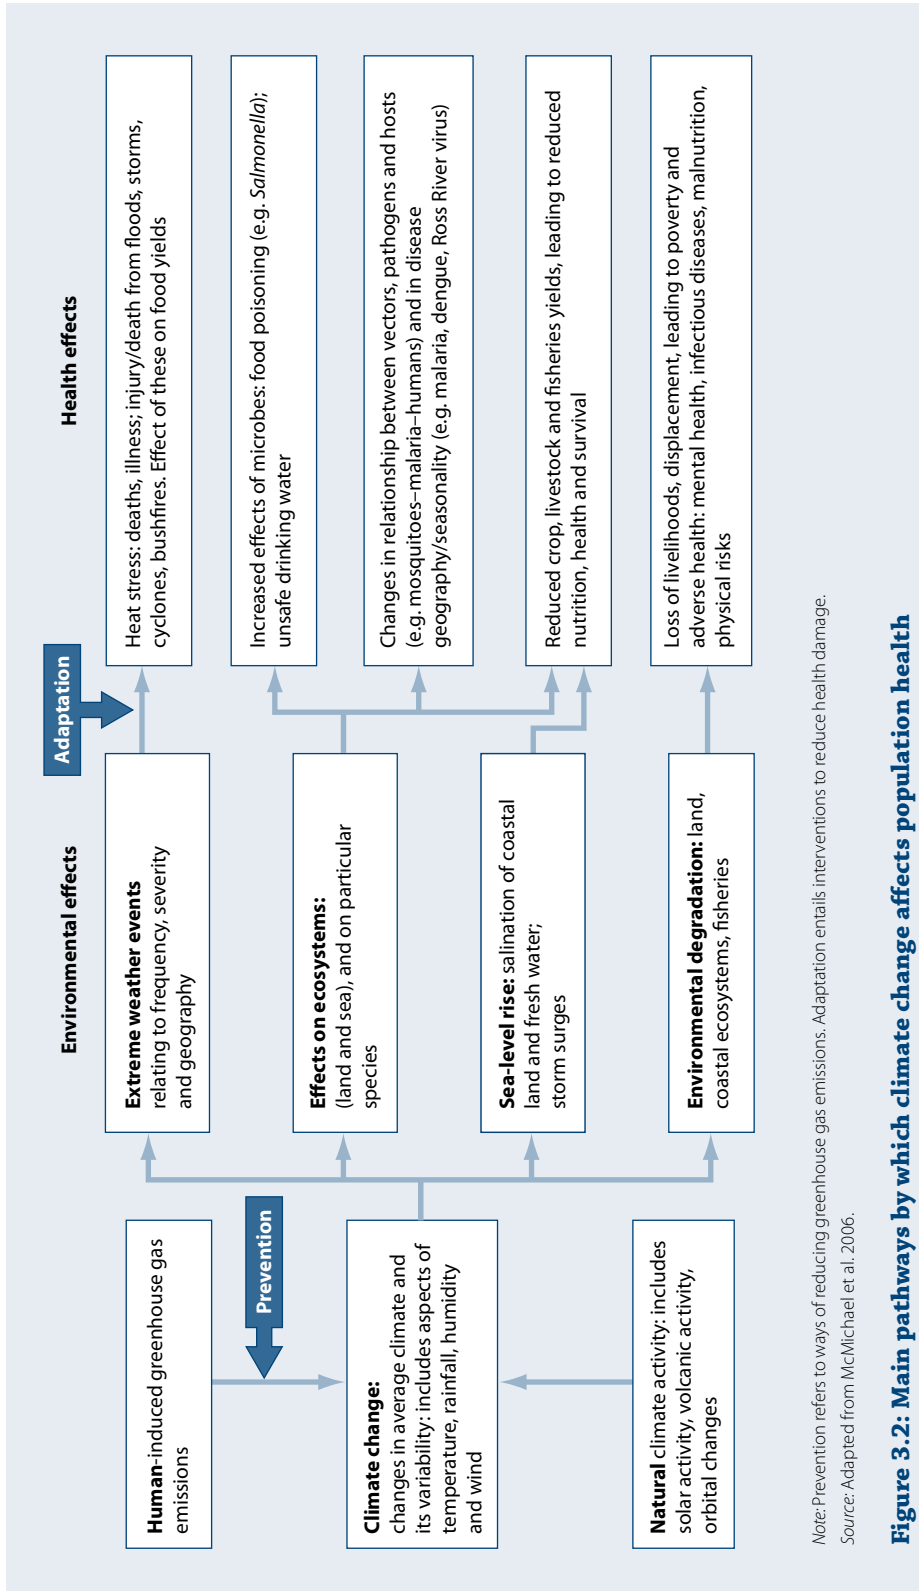 Environmental effects
Health effects
Adaptation
Prevention
Human-induced greenhouse gas
emissions
Climate change:
changes in average climate and
its variability: includes aspects of
temperature, rainfall, humidity
and wind
Natural climate activity: includes
solar activity, volcanic activity,
orbital changes
Extreme weather events
relating to frequency, severity
and geography
Effects on ecosystems:
(land and sea), and on particular
species
Sea-level rise: salination of coastal
land and fresh water;
storm surges
Environmental degradation: land,
coastal ecosystems, fisheries
Heat stress: deaths, illness; injury/death from floods, storms,
cyclones, bushfires. Effect of these on food yields
Increased effects of microbes: food poisoning (e.g. Salmonella);
unsafe drinking water
Changes in relationship between vectors, pathogens and hosts
(e.g. mosquitoes–malaria–humans) and in disease
geography/seasonality (e.g. malaria, dengue, Ross River virus)
Reduced crop, livestock and fisheries yields, leading to reduced
nutrition, health and survival
Loss of livelihoods, displacement, leading to poverty and
adverse health: mental health, infectious diseases, malnutrition,
physical risks
Note: Prevention refers to ways of reducing greenhouse gas emissions. Adaptation entails interventions to reduce health damage.
Source: Adapted from McMichael et al. 2006.
Figure 3.2: Main pathways by which climate change affects population health